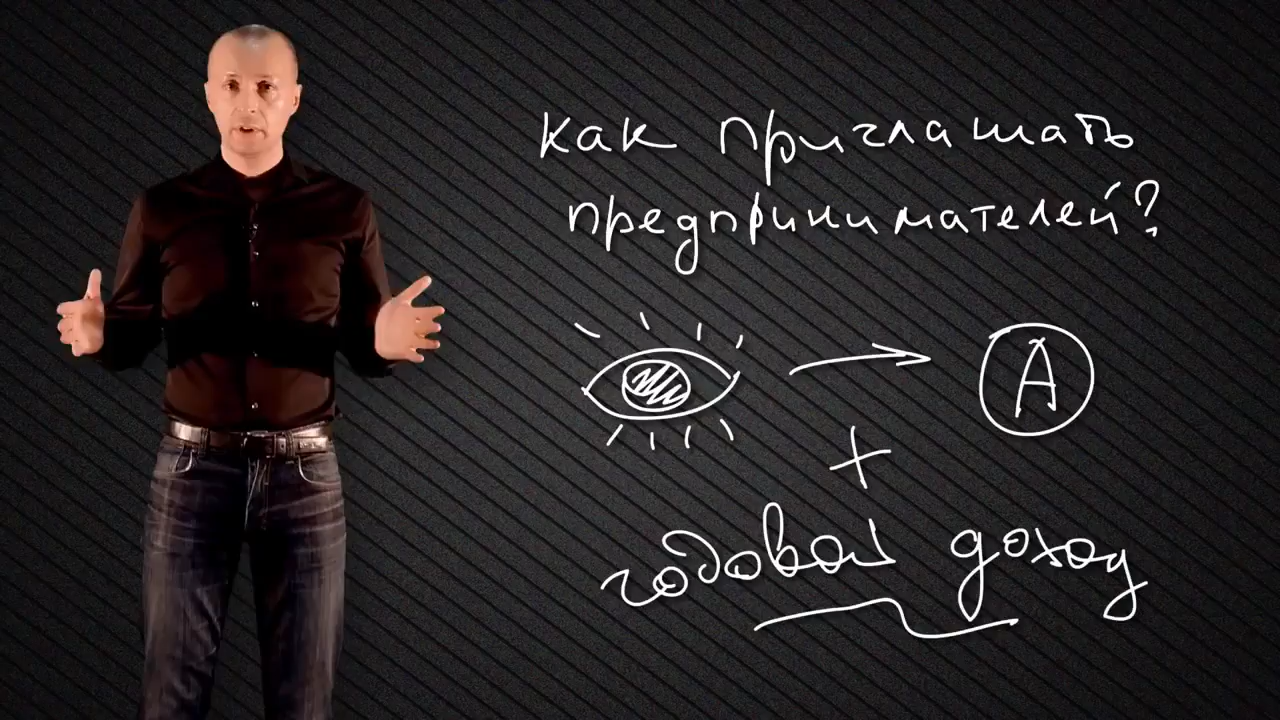 как приглашать
предпринимателей?
А
+
годовой доход